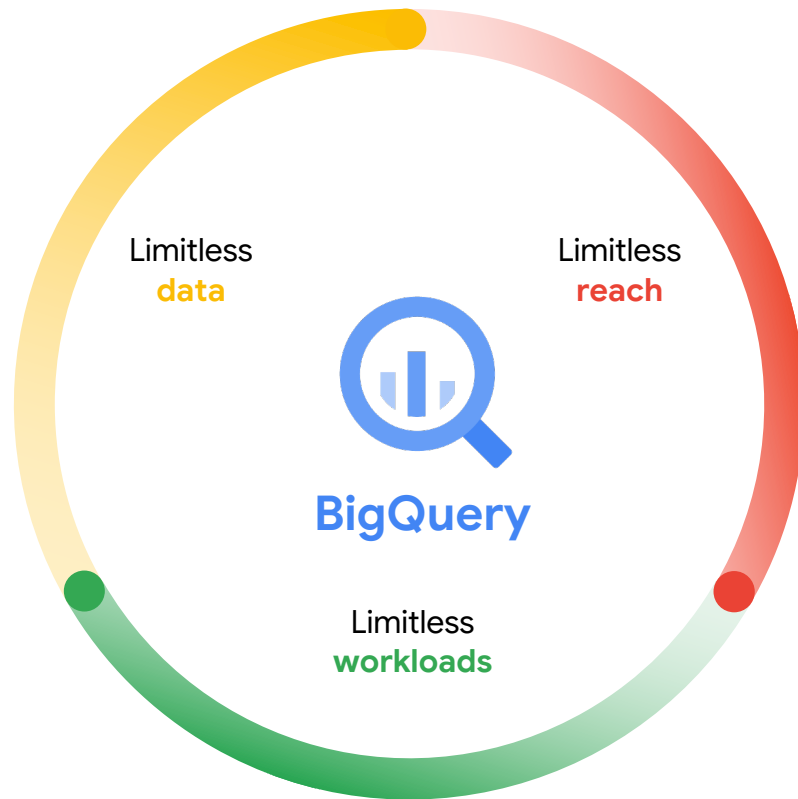 Limitless
data
Limitless
reach
BigQuery
Limitless
workloads